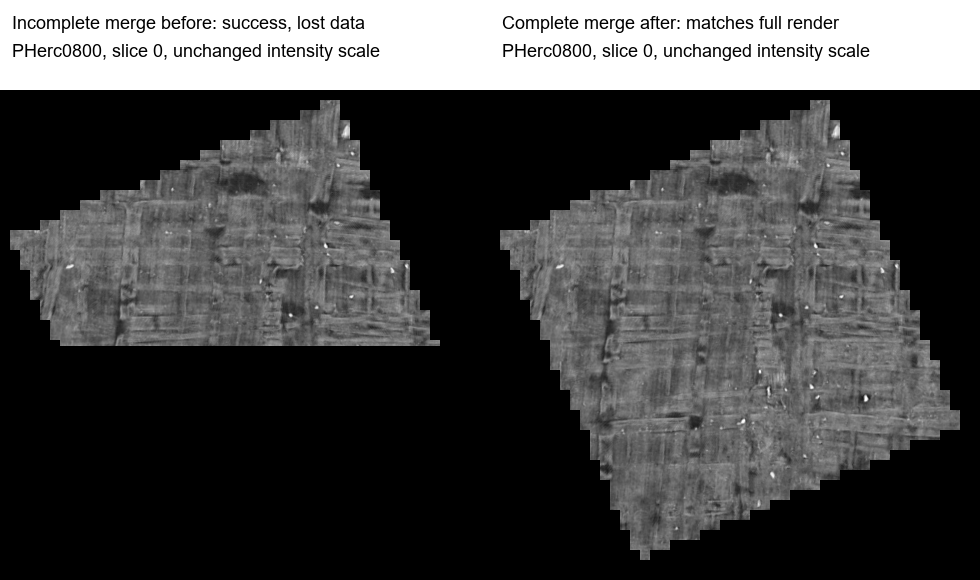 Incomplete merge before: success, lost data
PHerc0800, slice 0, unchanged intensity scale
Complete merge after: matches full render
PHerc0800, slice 0, unchanged intensity scale